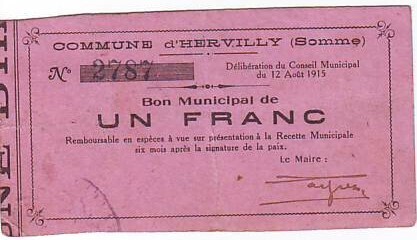 COMMUNE d'HERVILLY (Somme)
N° 2787
Délibération du Conseil Municipal
du 12 Août 1915
Bon Municipal de
UN FRANC
Remboursable en espèces à vue sur présentation à la Recette Municipale
six mois après la signature de la paix.
Le Maire :